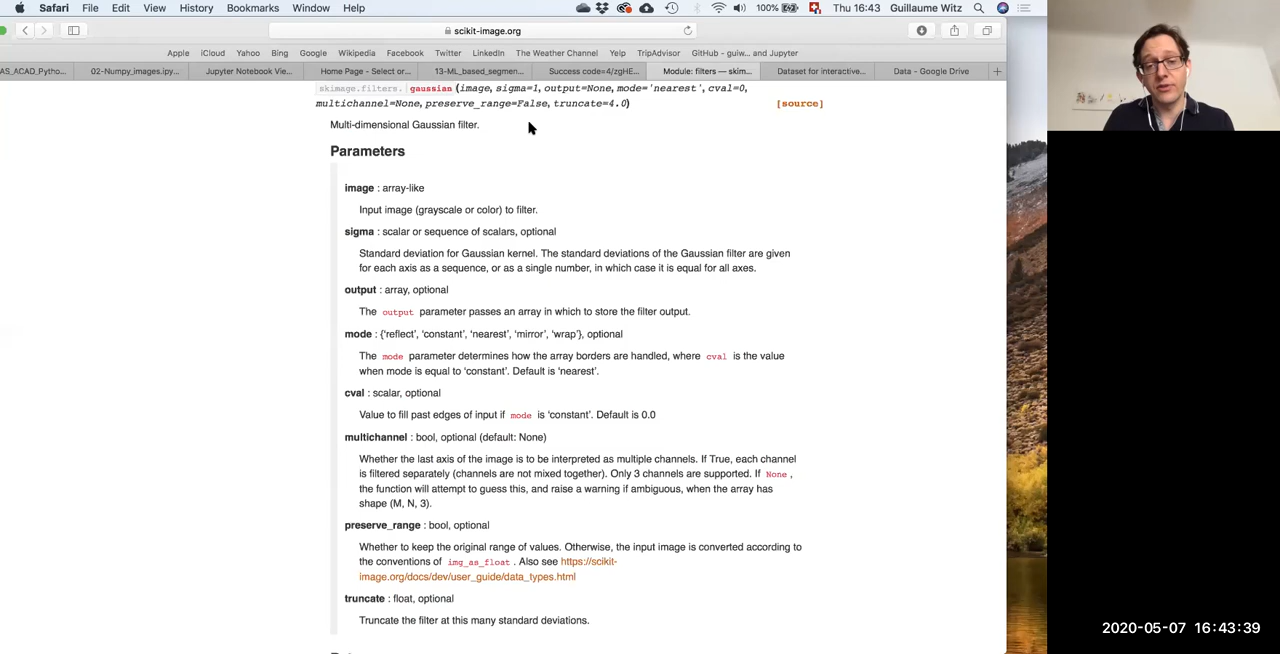 Safari File Edit View History Bookmarks Window Help 100% Thu 16:43 Guillaume Witz
scikit-image.org
Apple iCloud Yahoo Bing Google Wikipedia Facebook Twitter LinkedIn The Weather Channel Yelp TripAdvisor GitHub - guiw... and Jupyter
AS_ACAD_Pytho... 02-Numpy_images.ipy... Jupyter Notebook Vie... Home Page - Select or... 13-ML_based_segmen... Success code=4/zgHE... Module: filters — skim... Dataset for interactive... Data - Google Drive
skimage.filters. gaussian (image, sigma=1, output=None, mode='nearest', cval=0,
multichannel=None, preserve_range=False, truncate=4.0) [source]
Multi-dimensional Gaussian filter.
Parameters
image : array-like
Input image (grayscale or color) to filter.
sigma : scalar or sequence of scalars, optional
Standard deviation for Gaussian kernel. The standard deviations of the Gaussian filter are given
for each axis as a sequence, or as a single number, in which case it is equal for all axes.
output : array, optional
The output parameter passes an array in which to store the filter output.
mode : {‘reflect’, ‘constant’, ‘nearest’, ‘mirror’, ‘wrap’}, optional
The mode parameter determines how the array borders are handled, where cval is the value
when mode is equal to ‘constant’. Default is ‘nearest’.
cval : scalar, optional
Value to fill past edges of input if mode is ‘constant’. Default is 0.0
multichannel : bool, optional (default: None)
Whether the last axis of the image is to be interpreted as multiple channels. If True, each channel
is filtered separately (channels are not mixed together). Only 3 channels are supported. If None ,
the function will attempt to guess this, and raise a warning if ambiguous, when the array has
shape (M, N, 3).
preserve_range : bool, optional
Whether to keep the original range of values. Otherwise, the input image is converted according to
the conventions of img_as_float . Also see https://scikit-
image.org/docs/dev/user_guide/data_types.html
truncate : float, optional
Truncate the filter at this many standard deviations.
2020-05-07 16:43:39